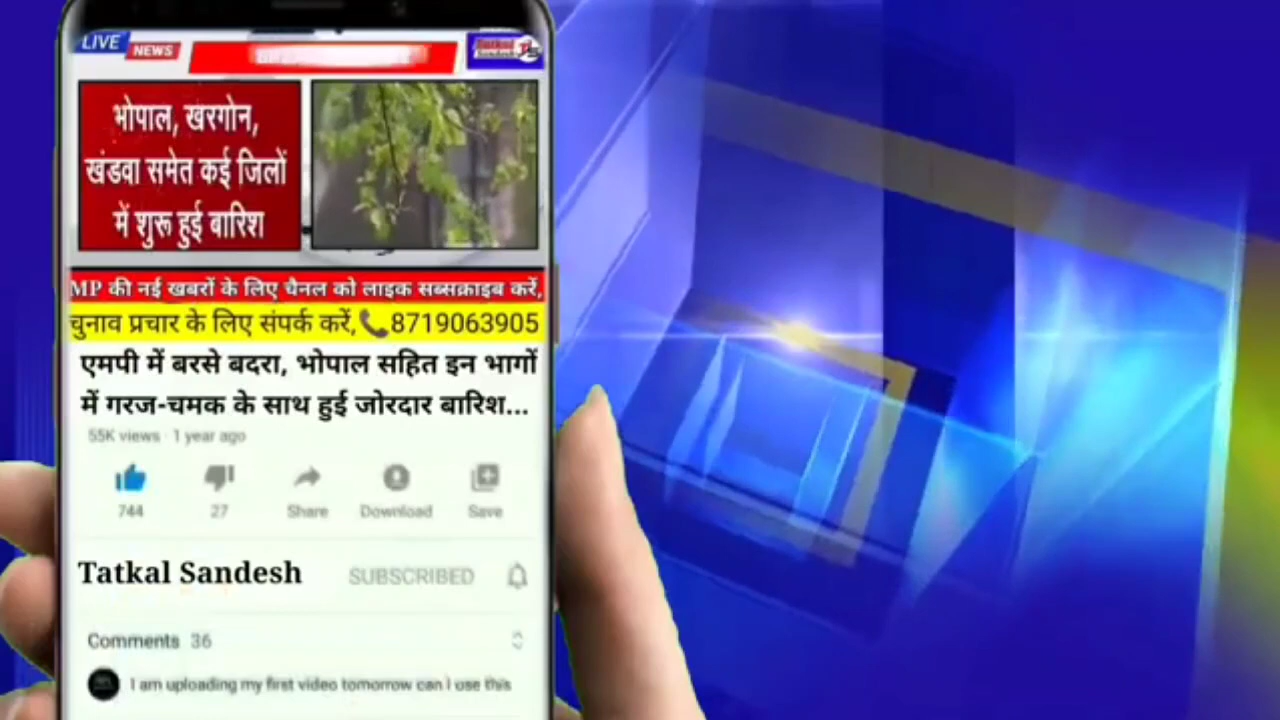 LIVE
NEWS
Tatkal
Sandesh
भोपाल, खरगोन,
खंडवा समेत कई जिलों
में शुरू हुई बारिश
MP की नई खबरों के लिए चैनल को लाइक सब्सक्राइब करें,
चुनाव प्रचार के लिए संपर्क करें,📞8719063905
एमपी में बरसे बदरा, भोपाल सहित इन भागों
में गरज-चमक के साथ हुई जोरदार बारिश...
55K views · 1 year ago
744 27 Share Download Save
Tatkal Sandesh SUBSCRIBED
Comments 36
I am uploading my first video tomorrow can I use this